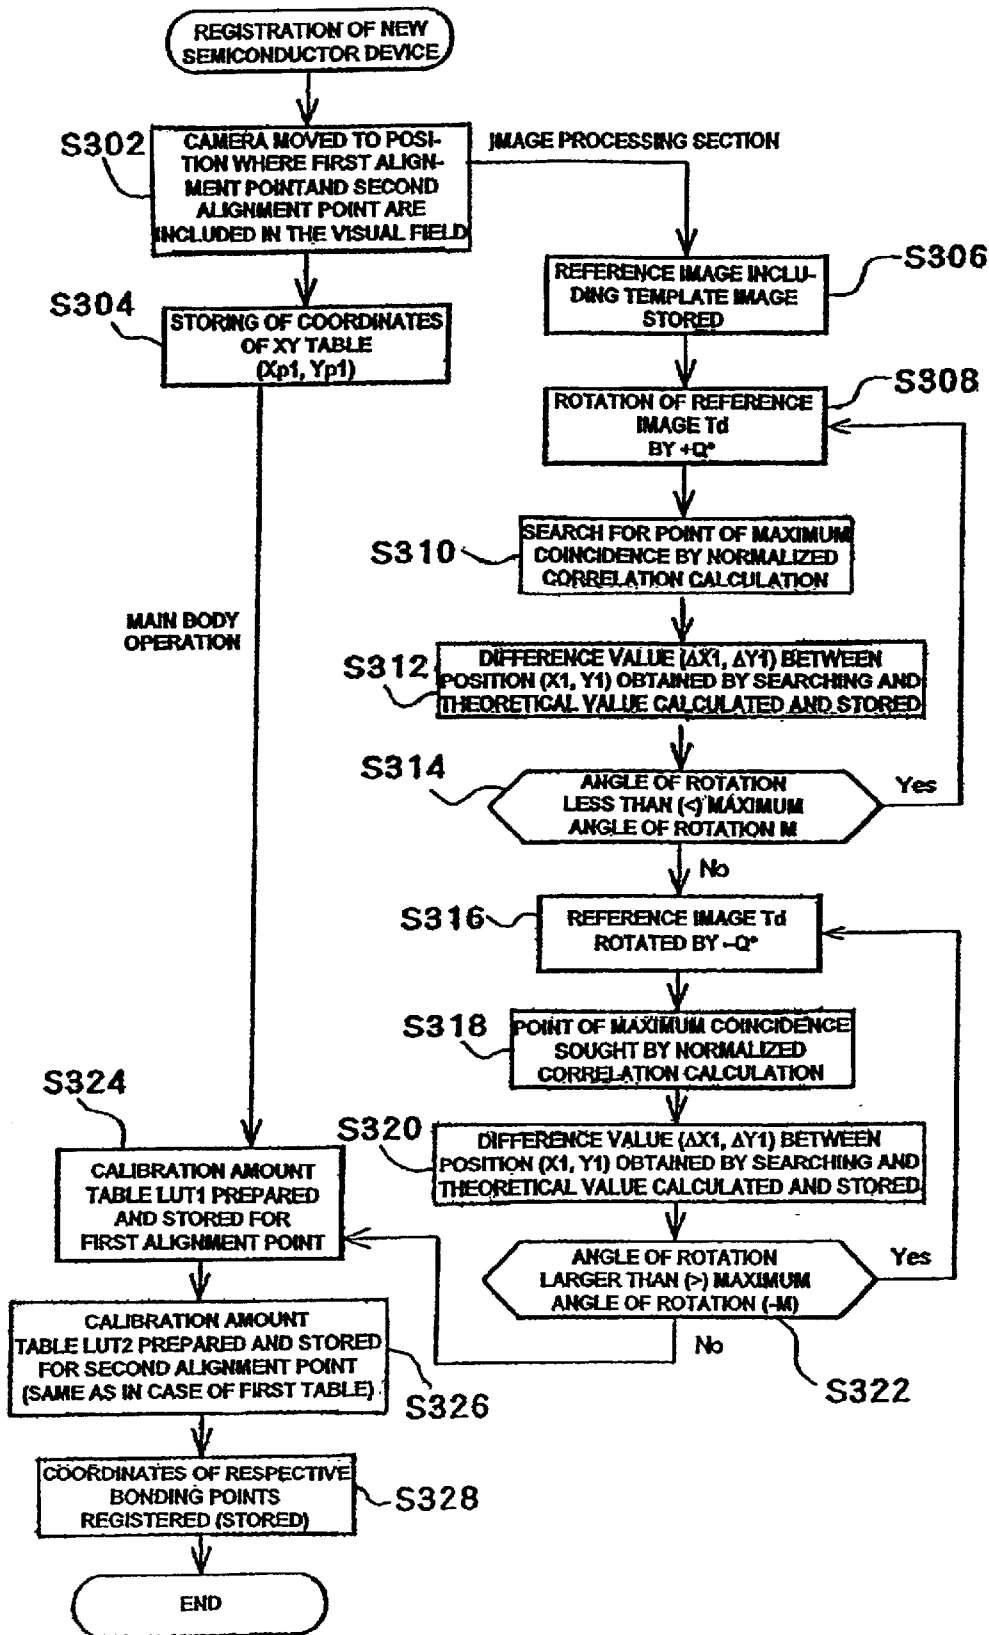 REGISTRATION OF NEW
SEMICONDUCTOR DEVICE
S302
CAMERA MOVED TO POSI-
TION WHERE FIRST ALIGN-
MENT POINTAND SECOND
ALIGNMENT POINT ARE
INCLUDED IN THE VISUAL FIELD
IMAGE PROCESSING SECTION
S304
STORING OF COORDINATES
OF XY TABLE
(Xp1, Yp1)
S306
REFERENCE IMAGE INCLU-
DING TEMPLATE IMAGE
STORED
S308
ROTATION OF REFERENCE
IMAGE Td
BY +Q°
S310
SEARCH FOR POINT OF MAXIMUM
COINCIDENCE BY NORMALIZED
CORRELATION CALCULATION
MAIN BODY
OPERATION
S312
DIFFERENCE VALUE (ΔX1, ΔY1) BETWEEN
POSITION (X1, Y1) OBTAINED BY SEARCHING AND
THEORETICAL VALUE CALCULATED AND STORED
S314
ANGLE OF ROTATION
LESS THAN (<) MAXIMUM
ANGLE OF ROTATION M
Yes
No
S316
REFERENCE IMAGE Td
ROTATED BY –Q°
S318
POINT OF MAXIMUM COINCIDENCE
SOUGHT BY NORMALIZED
CORRELATION CALCULATION
S320
DIFFERENCE VALUE (ΔX1, ΔY1) BETWEEN
POSITION (X1, Y1) OBTAINED BY SEARCHING AND
THEORETICAL VALUE CALCULATED AND STORED
ANGLE OF ROTATION
LARGER THAN (>) MAXIMUM
ANGLE OF ROTATION (-M)
Yes
No
S322
S324
CALIBRATION AMOUNT
TABLE LUT1 PREPARED
AND STORED FOR
FIRST ALIGNMENT POINT
CALIBRATION AMOUNT
TABLE LUT2 PREPARED AND STORED
FOR SECOND ALIGNMENT POINT
(SAME AS IN CASE OF FIRST TABLE)
S326
COORDINATES OF RESPECTIVE
BONDING POINTS
REGISTERED (STORED)
S328
END